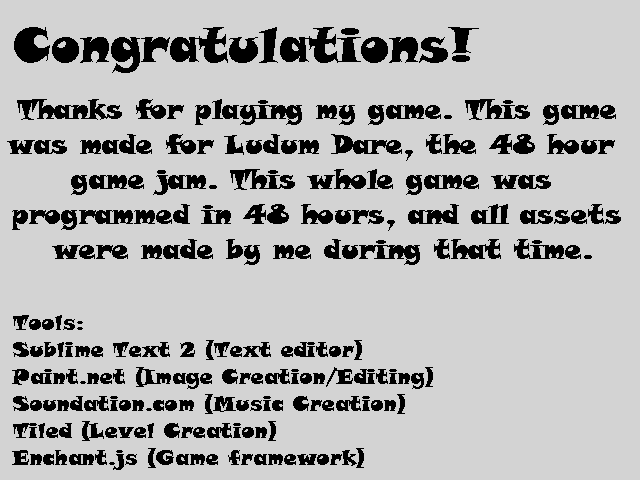 Congratulations!
Thanks for playing my game. This game
was made for Ludum Dare, the 48 hour
game jam. This whole game was
programmed in 48 hours, and all assets
were made by me during that time.
Tools:
Sublime Text 2 (Text editor)
Paint.net (Image Creation/Editing)
Soundation.com (Music Creation)
Tiled (Level Creation)
Enchant.js (Game framework)